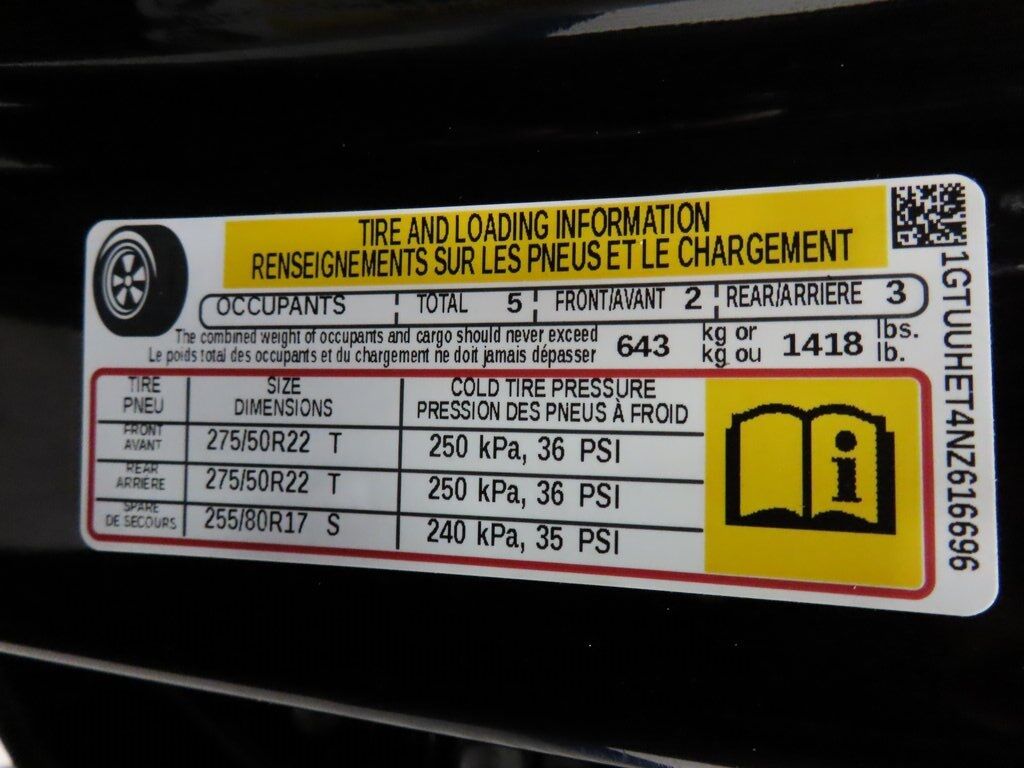 TIRE AND LOADING INFORMATION
RENSEIGNEMENTS SUR LES PNEUS ET LE CHARGEMENT
OCCUPANTS TOTAL 5 FRONT/AVANT 2 REAR/ARRIÈRE 3
The combined weight of occupants and cargo should never exceed
Le poids total des occupants et du chargement ne doit jamais dépasser
643 kg or 1418 lbs.
kg ou lb.
TIRE SIZE COLD TIRE PRESSURE
PNEU DIMENSIONS PRESSION DES PNEUS À FROID
FRONT
AVANT 275/50R22 T 250 kPa, 36 PSI
REAR
ARRIÈRE 275/50R22 T 250 kPa, 36 PSI
SPARE
DE SECOURS 255/80R17 S 240 kPa, 35 PSI
i
1GTUUHET4NZ616696